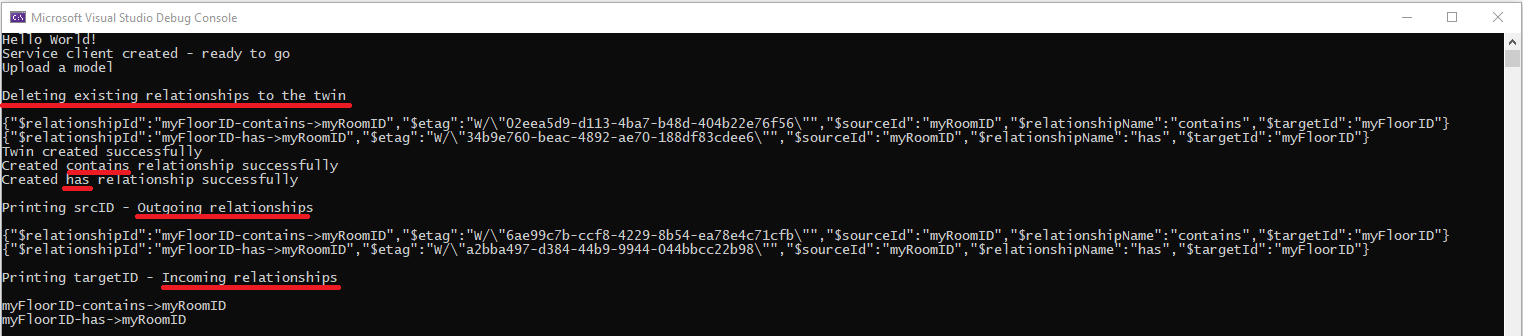 Microsoft Visual Studio Debug Console
Hello World!
Service client created - ready to go
Upload a model
Deleting existing relationships to the twin
{"$relationshipId":"myFloorID-contains->myRoomID","$etag":"W/\"02eea5d9-d113-4ba7-b48d-404b22e76f56\"","$sourceId":"myRoomID","$relationshipName":"contains","$targetId":"myFloorID"}
{"$relationshipId":"myFloorID-has->myRoomID","$etag":"W/\"34b9e760-beac-4892-ae70-188df83cdee6\"","$sourceId":"myRoomID","$relationshipName":"has","$targetId":"myFloorID"}
Twin created successfully
Created contains relationship successfully
Created has relationship successfully
Printing srcID - Outgoing relationships
{"$relationshipId":"myFloorID-contains->myRoomID","$etag":"W/\"6ae99c7b-ccf8-4229-8b54-ea78e4c71cfb\"","$sourceId":"myRoomID","$relationshipName":"contains","$targetId":"myFloorID"}
{"$relationshipId":"myFloorID-has->myRoomID","$etag":"W/\"a2bba497-d384-44b9-9944-044bbcc22b98\"","$sourceId":"myRoomID","$relationshipName":"has","$targetId":"myFloorID"}
Printing targetID - Incoming relationships
myFloorID-contains->myRoomID
myFloorID-has->myRoomID